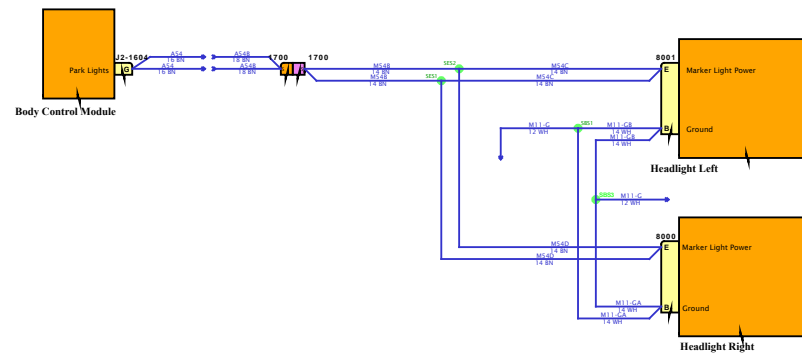 J2-1604
A54
16 BN
A54B
18 BN
1700
1700
Park Lights
G
A54
16 BN
A54B
18 BN
Body Control Module
M54B
14 BN
M54B
14 BN
SES2
SES1
M54C
14 BN
M54C
14 BN
8001
E
Marker Light Power
M11-G
12 WH
SBS1
M11-GB
14 WH
M11-GB
14 WH
B
Ground
Headlight Left
M11-G
12 WH
M54D
14 BN
M54D
14 BN
8000
E
Marker Light Power
M11-GA
14 WH
M11-GA
14 WH
B
Ground
Headlight Right